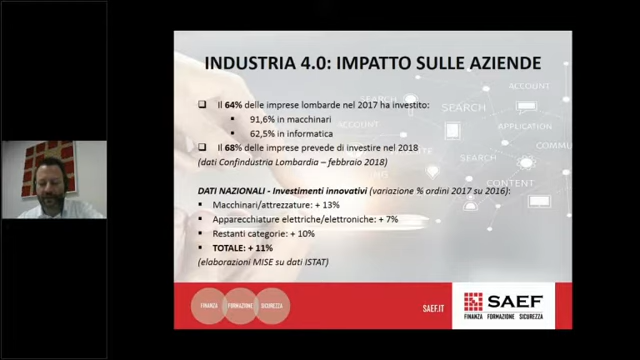 INDUSTRIA 4.0: IMPATTO SULLE AZIENDE
Il 64% delle imprese lombarde nel 2017 ha investito:
91,6% in macchinari
62,5% in informatica
Il 68% delle imprese prevede di investire nel 2018
(dati Confindustria Lombardia – febbraio 2018)
DATI NAZIONALI - Investimenti innovativi (variazione % ordini 2017 su 2016):
Macchinari/attrezzature: + 13%
Apparecchiature elettriche/elettroniche: + 7%
Restanti categorie: + 10%
TOTALE: + 11%
(elaborazioni MISE su dati ISTAT)
SEARCH
ACCOUNT
SEARCH
ACCOUNT
APPLICATION
COMMU
SEARCH
CONTENT
FINANZA
FORMAZIONE
SICUREZZA
SAEF.IT
SAEF
FINANZA FORMAZIONE SICUREZZA